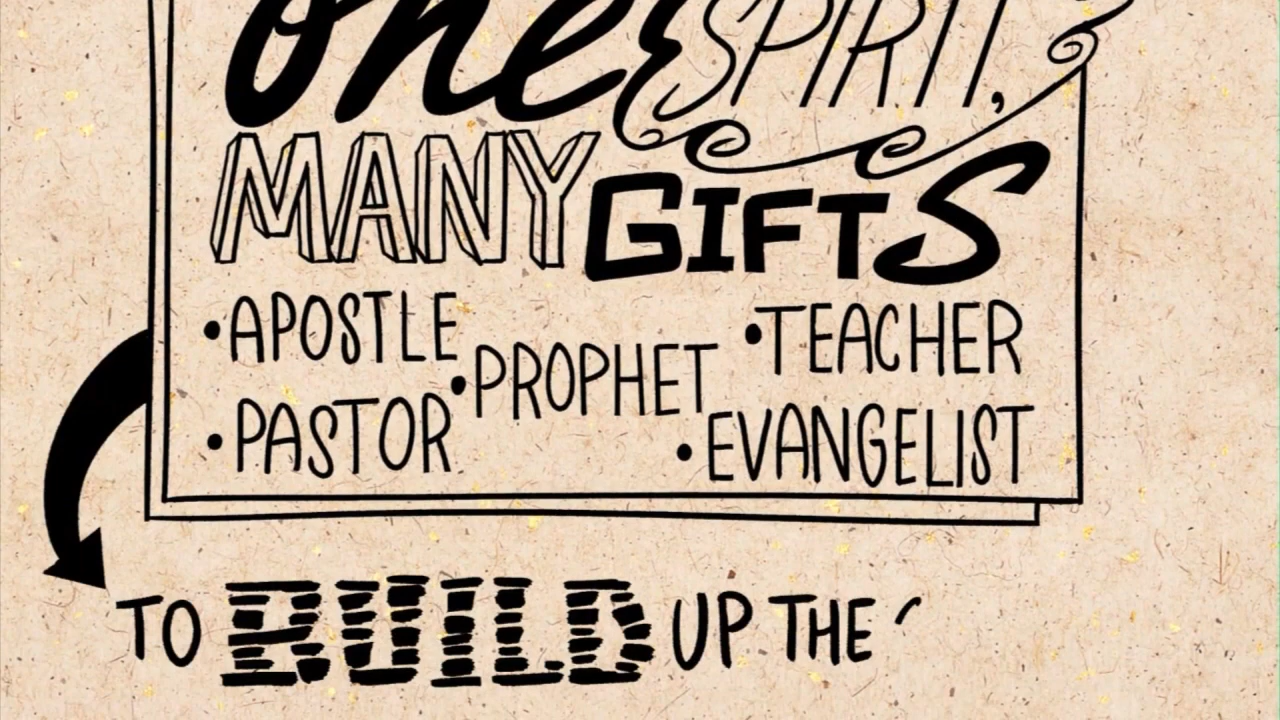 one SPIRIT,
MANY GIFTS
•APOSTLE •PROPHET •TEACHER
•PASTOR •EVANGELIST
TO BUILD UP THE